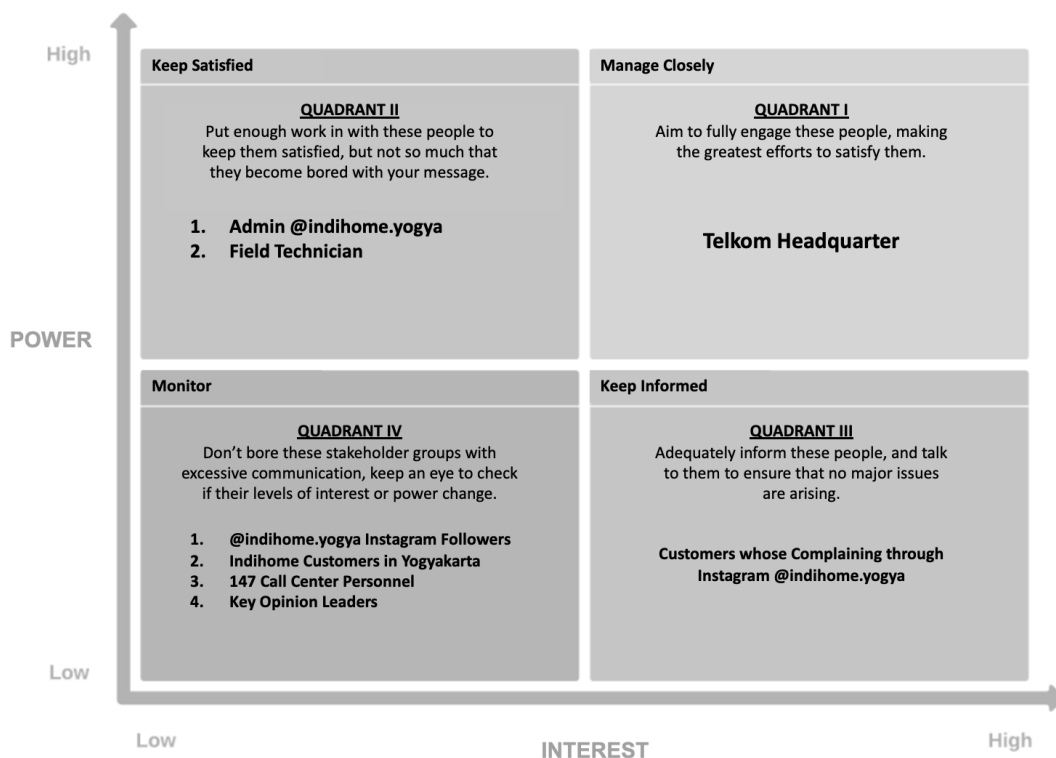 High
Keep Satisfied
QUADRANT II
Put enough work in with these people to
keep them satisfied, but not so much that
they become bored with your message.
1. Admin @indihome.yogya
2. Field Technician
Manage Closely
QUADRANT I
Aim to fully engage these people, making
the greatest efforts to satisfy them.
Telkom Headquarter
POWER
Monitor
QUADRANT IV
Don’t bore these stakeholder groups with
excessive communication, keep an eye to check
if their levels of interest or power change.
1. @indihome.yogya Instagram Followers
2. Indihome Customers in Yogyakarta
3. 147 Call Center Personnel
4. Key Opinion Leaders
Keep Informed
QUADRANT III
Adequately inform these people, and talk
to them to ensure that no major issues
are arising.
Customers whose Complaining through
Instagram @indihome.yogya
Low
Low
INTEREST
High